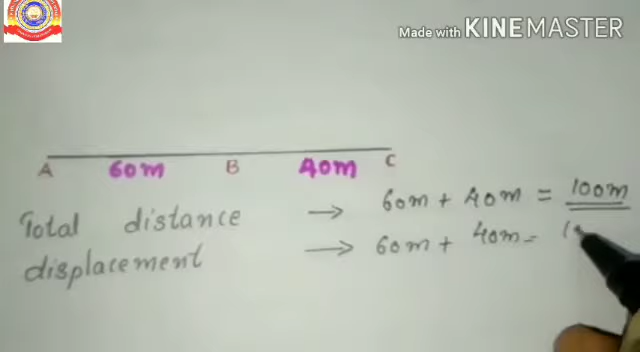 Made with KINEMASTER
A 60m B 40m C
Total distance → 60m + 40m = 100m
displacement → 60m + 40m =